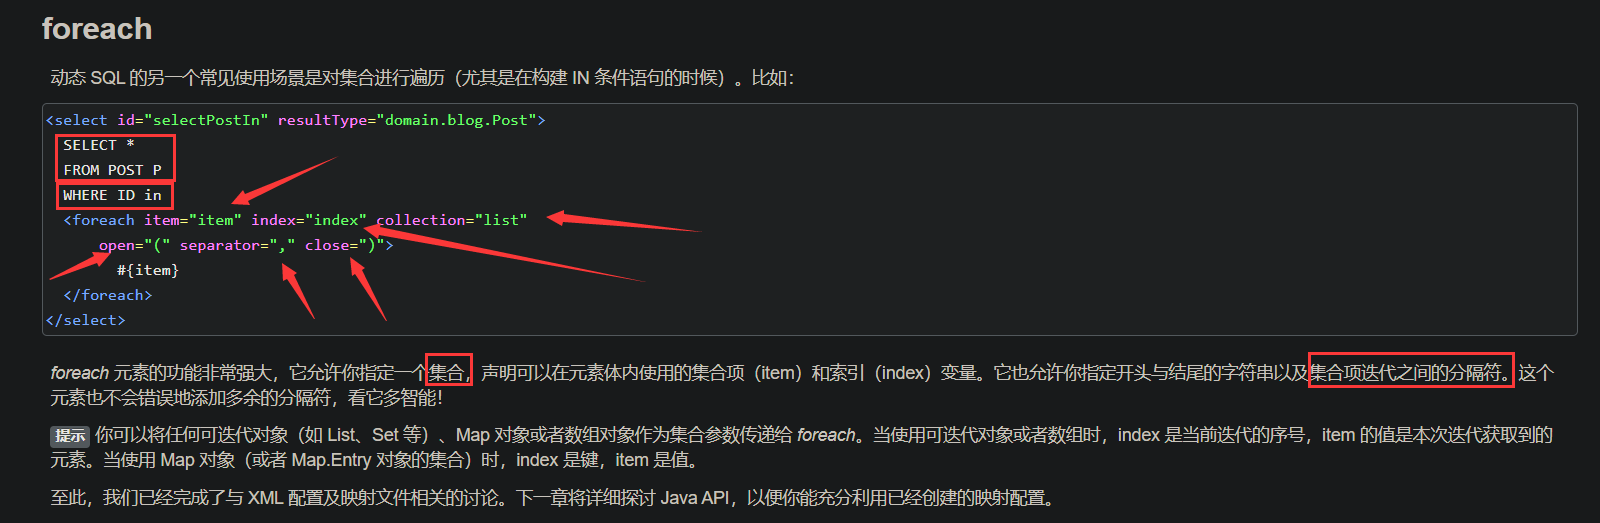 foreach
动态 SQL 的另一个常见使用场景是对集合进行遍历（尤其是在构建 IN 条件语句的时候）。比如：
<select id="selectPostIn" resultType="domain.blog.Post">
SELECT *
FROM POST P
WHERE ID in
<foreach item="item" index="index" collection="list"
open="(" separator="," close=")">
#{item}
</foreach>
</select>
foreach 元素的功能非常强大，它允许你指定一个集合，声明可以在元素体内使用的集合项（item）和索引（index）变量。它也允许你指定开头与结尾的字符串以及集合项迭代之间的分隔符。这个
元素也不会错误地添加多余的分隔符，看它多智能！
提示 你可以将任何可迭代对象（如 List、Set 等）、Map 对象或者数组对象作为集合参数传递给 foreach。当使用可迭代对象或者数组时，index 是当前迭代的序号，item 的值是本次迭代获取到的
元素。当使用 Map 对象（或者 Map.Entry 对象的集合）时，index 是键，item 是值。
至此，我们已经完成了与 XML 配置及映射文件相关的讨论。下一章将详细探讨 Java API，以便你能充分利用已经创建的映射配置。